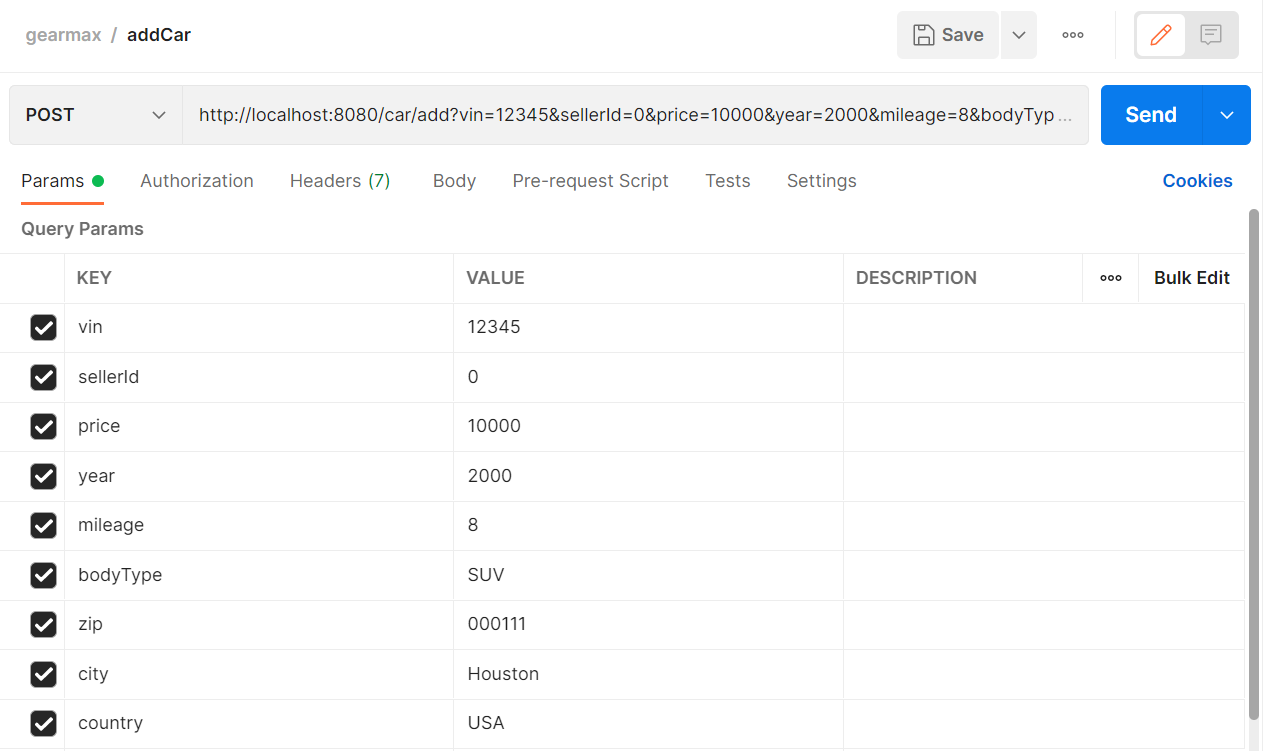 gearmax / addCar Save
POST http://localhost:8080/car/add?vin=12345&sellerId=0&price=10000&year=2000&mileage=8&bodyTyp ... Send
Params Authorization Headers (7) Body Pre-request Script Tests Settings Cookies
Query Params
KEY VALUE DESCRIPTION Bulk Edit
vin 12345
sellerId 0
price 10000
year 2000
mileage 8
bodyType SUV
zip 000111
city Houston
country USA